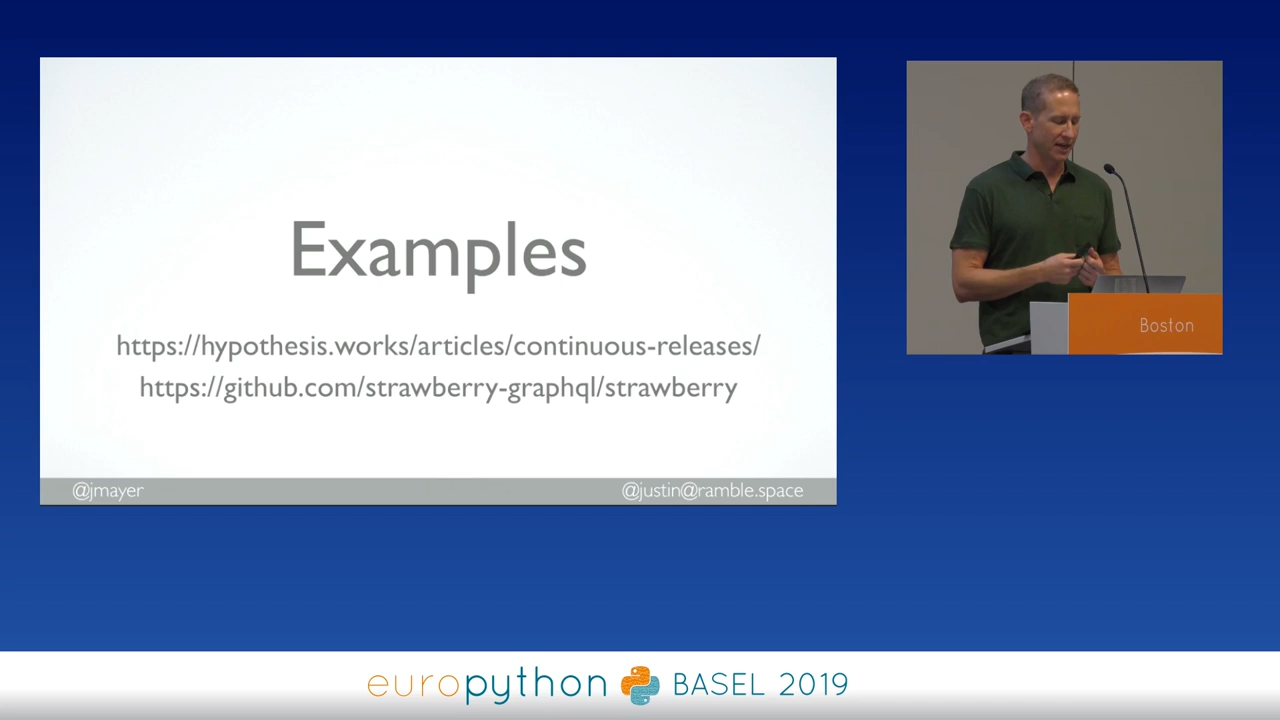 Examples
https://hypothesis.works/articles/continuous-releases/
https://github.com/strawberry-graphql/strawberry
@jmayer
@justin@ramble.space
Boston
europython BASEL 2019